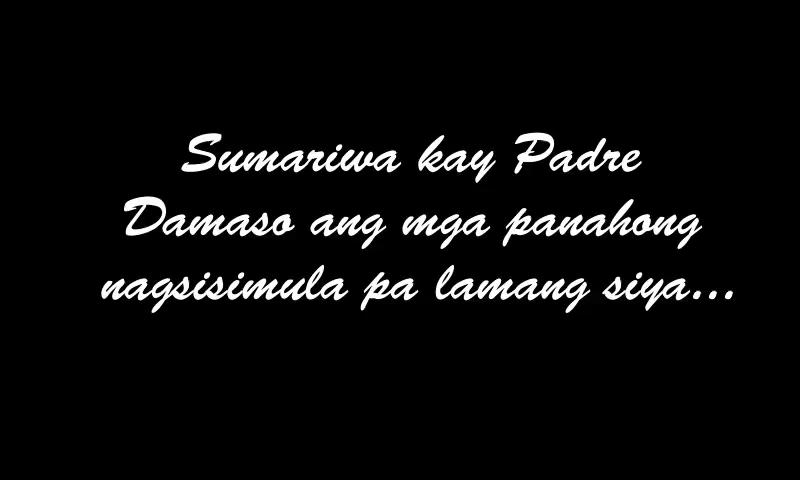 Sumariwa kay Padre
Damaso ang mga panahong
nagsisimula pa lamang siya...